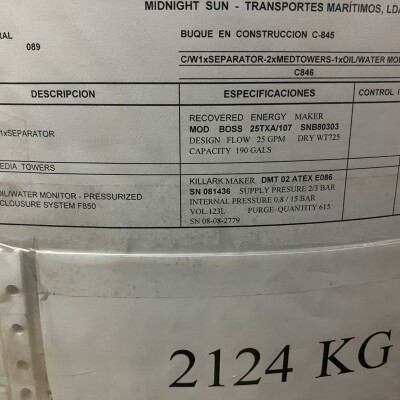 MIDNIGHT SUN - TRANSPORTES MARÍTIMOS, LDA
RAL
089
BUQUE EN CONSTRUCCION C-845
C/W1xSEPARATOR-2xMEDTOWERS-1xOIL/WATER MO
C846
DESCRIPCION
ESPECIFICACIONES
CONTROL I
1xSEPARATOR
RECOVERED ENERGY MAKER
MOD BOSS 25TXA/107 SNB80303
DESIGN FLOW 25 GPM DRY WT725
CAPACITY 190 GALS
EDIA TOWERS
OIL/WATER MONITOR - PRESSURIZED
CLOUSURE SYSTEM F850
KILLARK MAKER DMT 02 ATEX E086
SN 081436 SUPPLY PRESURE 2/3 BAR
INTERNAL PRESSURE 0,8 / 15 BAR
VOL.123L PURGE-QUANTITY 615
SN 08-08-2779
2124 KG